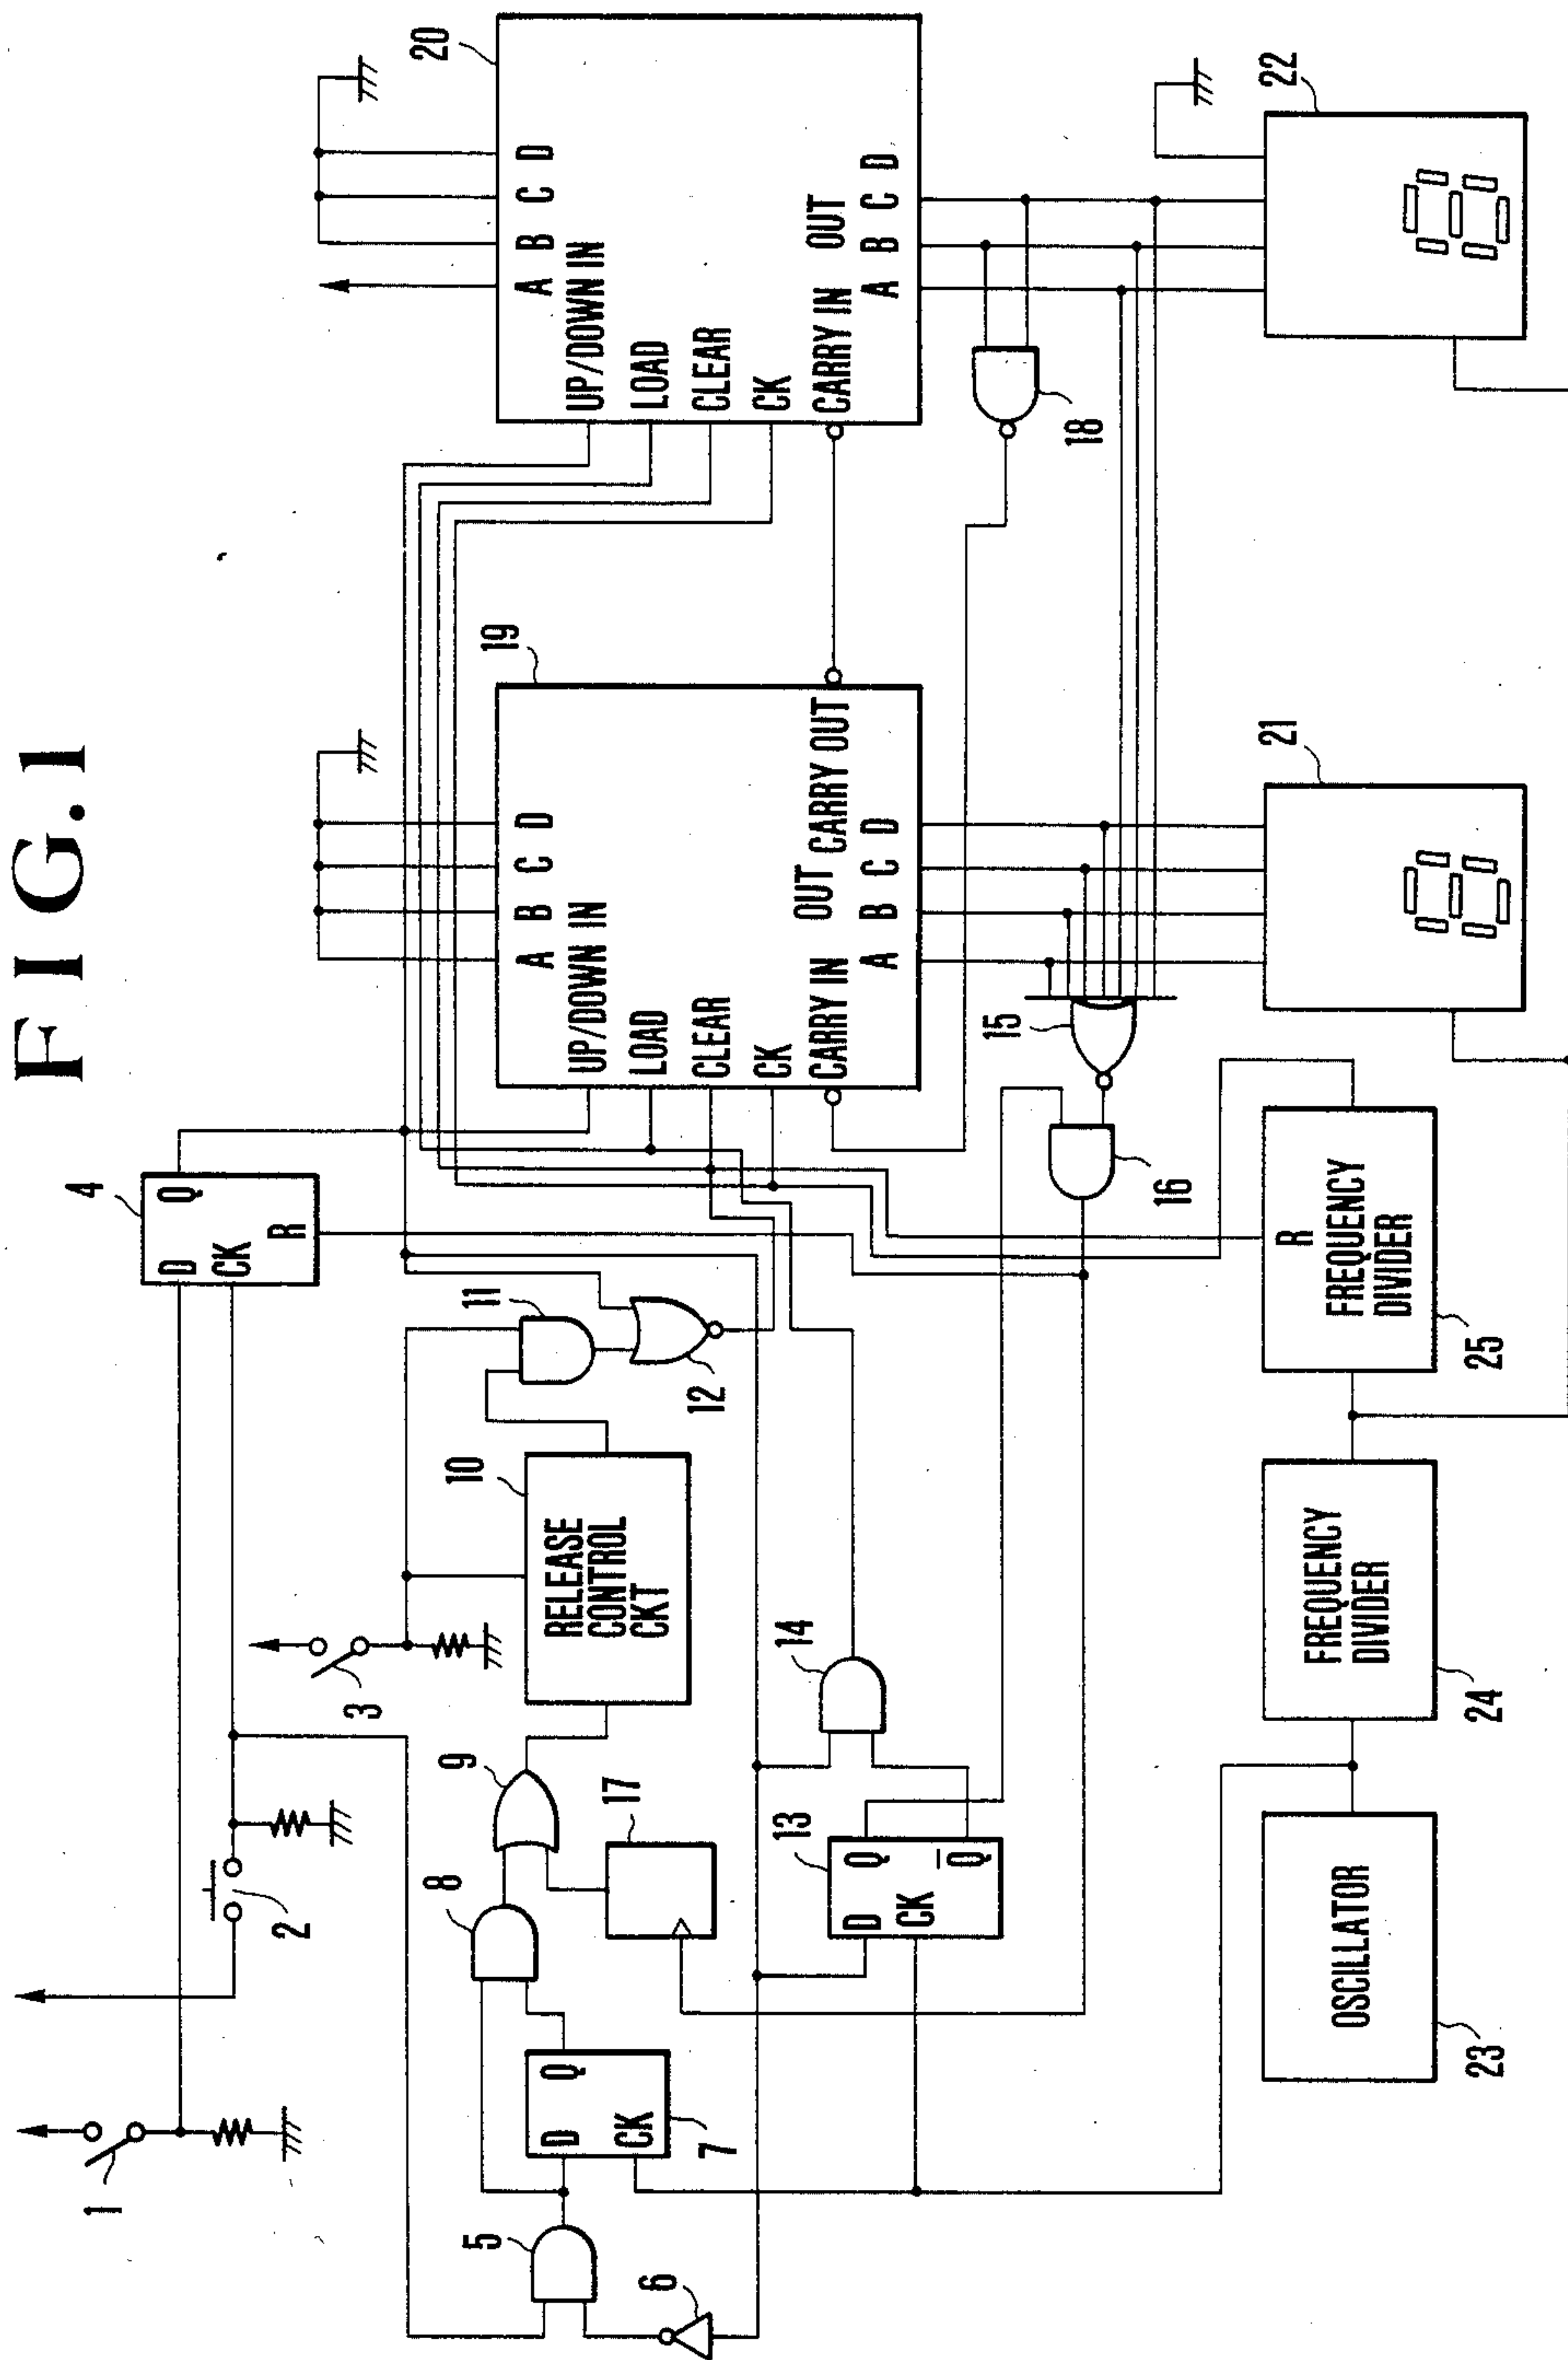 FIG.1
1
2
3
4
D Q
CK
R
5
6
7
D Q
CK
8
9
10
RELEASE
CONTROL
CKT
11
12
13
D Q
CK
Q
14
15
16
17
18
19
A B C D
UP/DOWN IN
LOAD
CLEAR
CK
CARRY IN OUT CARRY OUT
A B C D
20
A B C D
UP/DOWN IN
LOAD
CLEAR
CK
CARRY IN OUT
A B C D
21
22
OSCILLATOR
23
FREQUENCY
DIVIDER
24
R
FREQUENCY
DIVIDER
25